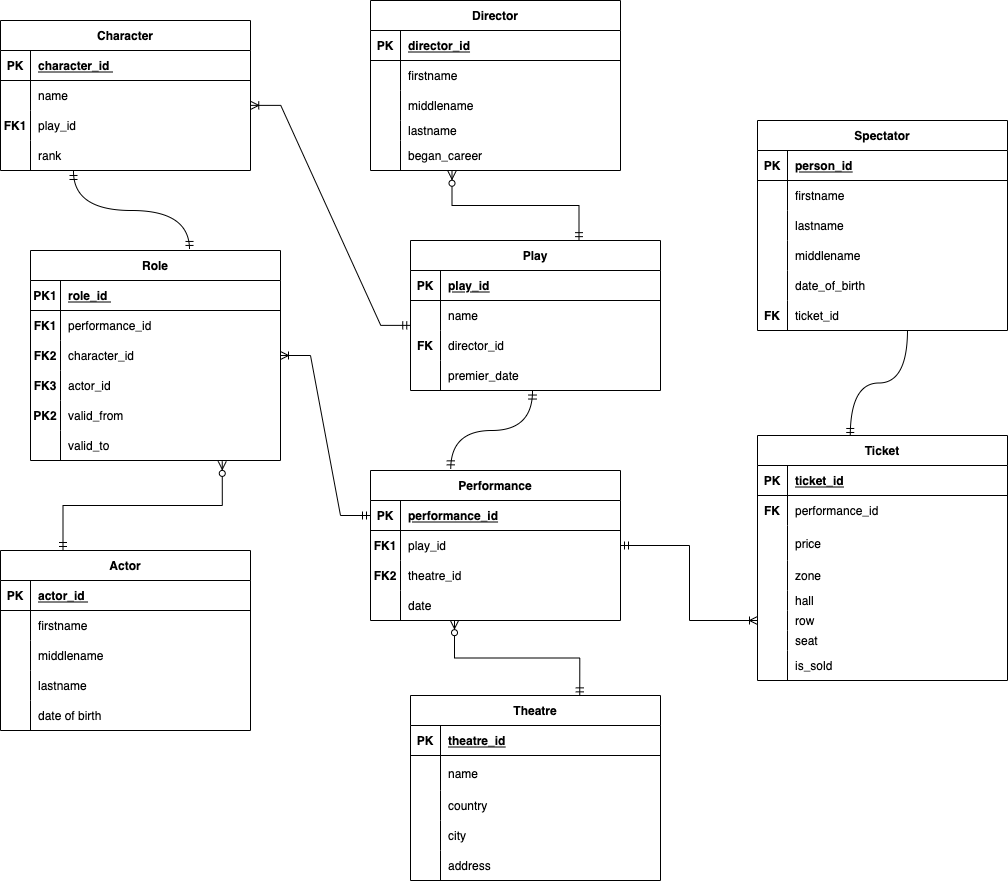 Character
PK character_id
name
FK1 play_id
rank
Director
PK director_id
firstname
middlename
lastname
began_career
Spectator
PK person_id
firstname
lastname
middlename
date_of_birth
FK ticket_id
Role
PK1 role_id
FK1 performance_id
FK2 character_id
FK3 actor_id
PK2 valid_from
valid_to
Play
PK play_id
name
FK director_id
premier_date
Ticket
PK ticket_id
FK performance_id
price
zone
hall
row
seat
is_sold
Performance
PK performance_id
FK1 play_id
FK2 theatre_id
date
Actor
PK actor_id
firstname
middlename
lastname
date of birth
Theatre
PK theatre_id
name
country
city
address